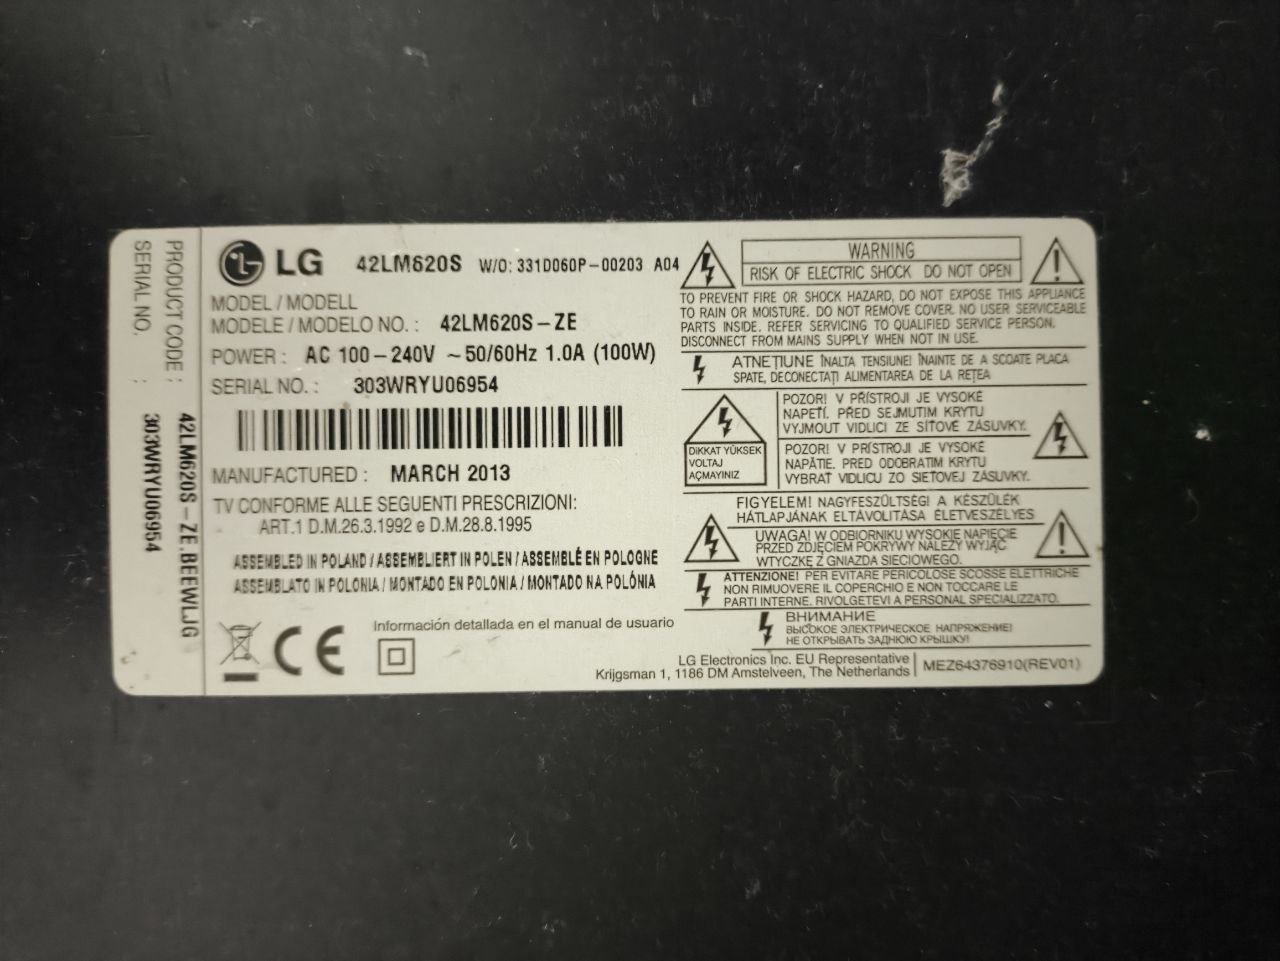 PRODUCT CODE : 42LM620S-ZE.BEEWLJG
SERIAL NO. : 303WRYU06954
LG 42LM620S W/O: 331D060P-00203 A04
MODEL / MODELL
MODELE / MODELO NO. : 42LM620S-ZE
POWER : AC 100-240V ~50/60Hz 1.0A (100W)
SERIAL NO. : 303WRYU06954
MANUFACTURED : MARCH 2013
TV CONFORME ALLE SEGUENTI PRESCRIZIONI:
ART.1 D.M.26.3.1992 e D.M.28.8.1995
ASSEMBLED IN POLAND / ASSEMBLIERT IN POLEN / ASSEMBLÉ EN POLOGNE
ASSEMBLATO IN POLONIA / MONTADO EN POLONIA / MONTADO NA POLÓNIA
CE
Información detallada en el manual de usuario
WARNING
RISK OF ELECTRIC SHOCK DO NOT OPEN
TO PREVENT FIRE OR SHOCK HAZARD, DO NOT EXPOSE THIS APPLIANCE
TO RAIN OR MOISTURE. DO NOT REMOVE COVER. NO USER SERVICEABLE
PARTS INSIDE. REFER SERVICING TO QUALIFIED SERVICE PERSON.
DISCONNECT FROM MAINS SUPPLY WHEN NOT IN USE.
ATNEŢIUNE ÎNALTA TENSIUNE! ÎNAINTE DE A SCOATE PLACA
SPATE, DECONECTAŢI ALIMENTAREA DE LA REŢEA
DIKKAT YÜKSEK
VOLTAJ
AÇMAYINIZ
POZOR! V PŘÍSTROJI JE VYSOKÉ
NAPETÍ. PŘED SEJMUTIM KRYTU
VYJMOUT VIDLICI ZE SÍTOVÉ ZÁSUVKY.
POZOR! V PRÍSTROJI JE VYSOKÉ
NAPÄTIE. PRED ODOBRATIM KRYTU
VYBRAŤ VIDLICU ZO SIEŤOVEJ ZÁSUVKY.
FIGYELEM! NAGYFESZÜLTSÉG! A KÉSZÜLÉK
HÁTLAPJÁNAK ELTÁVOLITÁSA ÉLETVESZÉLYES
UWAGA! W ODBIORNIKU WYSOKIE NAPIĘCIE
PRZED ZDJĘCIEM POKRYWY NALEŻY WYJĄĆ
WTYCZKĘ Z GNIAZDA SIECIOWEGO.
ATTENZIONE! PER EVITARE PERICOLOSE SCOSSE ELETTRICHE
NON RIMUOVERE IL COPERCHIO E NON TOCCARE LE
PARTI INTERNE. RIVOLGETEVI A PERSONAL SPECIALIZZATO.
ВНИМАНИЕ
ВЫСОКОЕ ЭЛЕКТРИЧЕСКОЕ НАПРЯЖЕНИЕ!
НЕ ОТКРЫВАТЬ ЗАДНЮЮ КРЫШКУ!
LG Electronics Inc. EU Representative
Krijgsman 1, 1186 DM Amstelveen, The Netherlands
MEZ64376910(REV01)